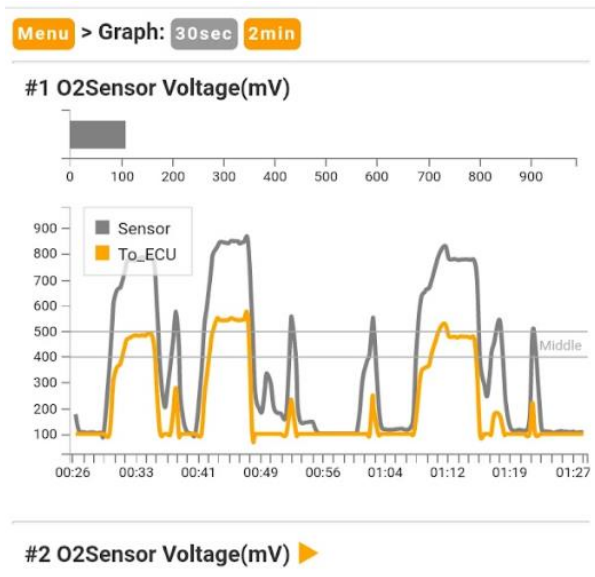 Menu > Graph: 30sec 2min
#1 O2Sensor Voltage(mV)
0 100 200 300 400 500 600 700 800 900
Sensor
To_ECU
900
800
700
600
500
Middle
400
300
200
100
00:26 00:33 00:41 00:49 00:56 01:04 01:12 01:19 01:27
#2 O2Sensor Voltage(mV)